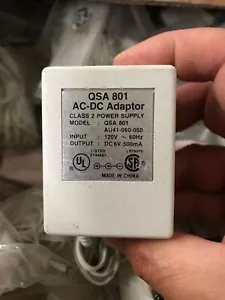 QSA 801
AC-DC Adaptor
CLASS 2 POWER SUPPLY
MODEL : QSA 801
AU41-060-050
INPUT : 120V ~ 60Hz
OUTPUT : DC 6V 500mA
LISTED
UL
SA
MADE IN CHINA